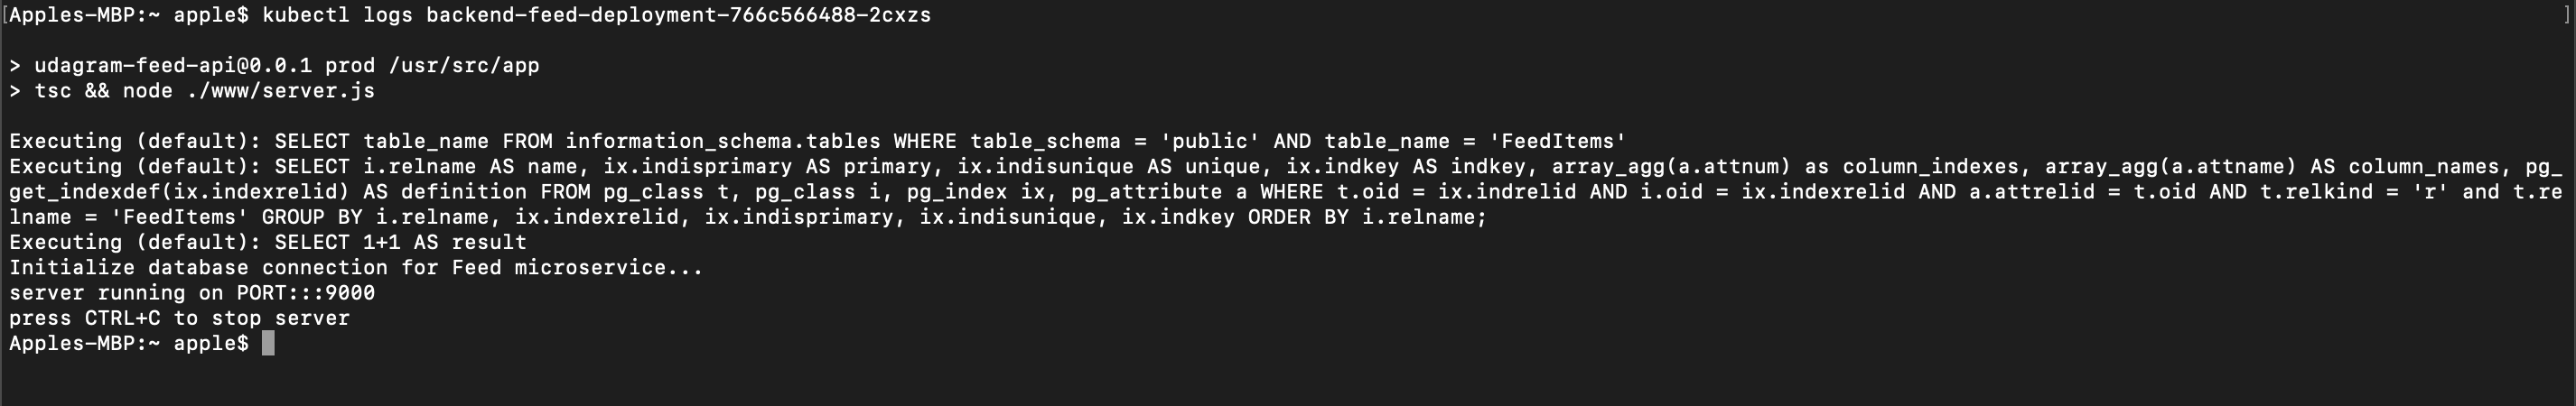 [Apples-MBP:~ apple$ kubectl logs backend-feed-deployment-766c566488-2cxzs ]
> udagram-feed-api@0.0.1 prod /usr/src/app
> tsc && node ./www/server.js
Executing (default): SELECT table_name FROM information_schema.tables WHERE table_schema = 'public' AND table_name = 'FeedItems'
Executing (default): SELECT i.relname AS name, ix.indisprimary AS primary, ix.indisunique AS unique, ix.indkey AS indkey, array_agg(a.attnum) as column_indexes, array_agg(a.attname) AS column_names, pg_
get_indexdef(ix.indexrelid) AS definition FROM pg_class t, pg_class i, pg_index ix, pg_attribute a WHERE t.oid = ix.indrelid AND i.oid = ix.indexrelid AND a.attrelid = t.oid AND t.relkind = 'r' and t.re
lname = 'FeedItems' GROUP BY i.relname, ix.indexrelid, ix.indisprimary, ix.indisunique, ix.indkey ORDER BY i.relname;
Executing (default): SELECT 1+1 AS result
Initialize database connection for Feed microservice...
server running on PORT:::9000
press CTRL+C to stop server
Apples-MBP:~ apple$